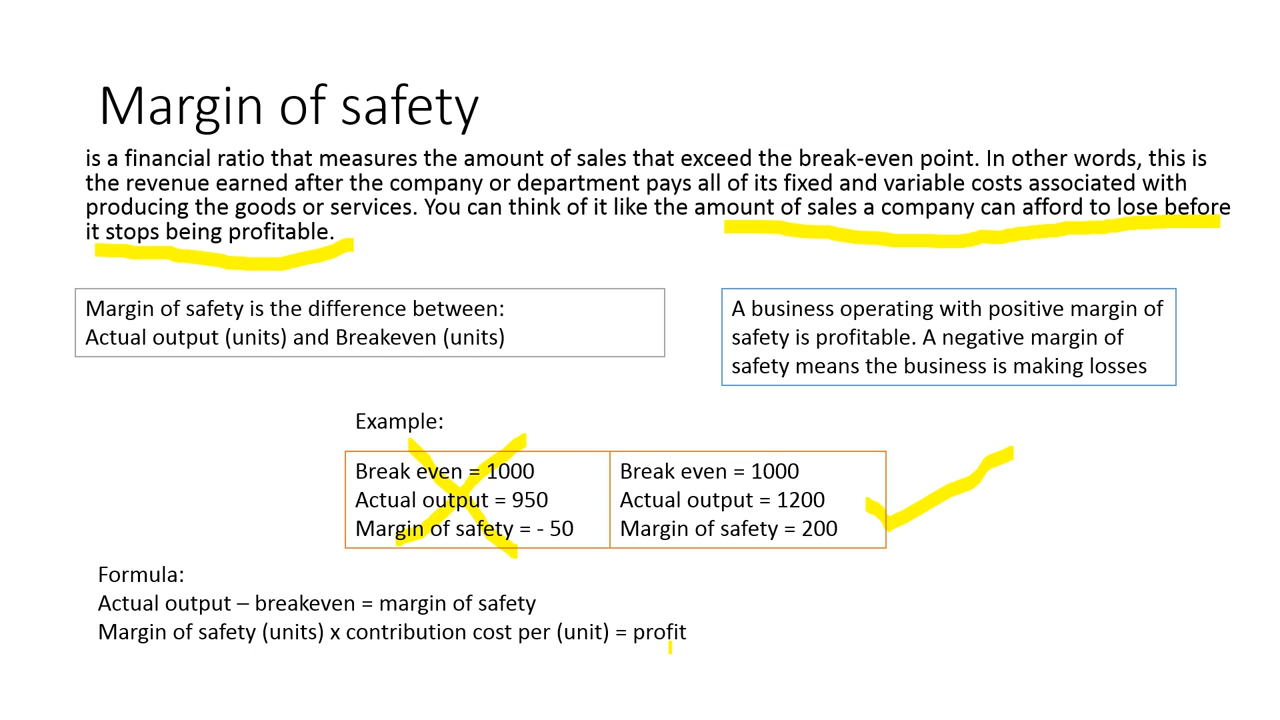 Margin of safety
is a financial ratio that measures the amount of sales that exceed the break-even point. In other words, this is
the revenue earned after the company or department pays all of its fixed and variable costs associated with
producing the goods or services. You can think of it like the amount of sales a company can afford to lose before
it stops being profitable.
Margin of safety is the difference between:
Actual output (units) and Breakeven (units)
A business operating with positive margin of
safety is profitable. A negative margin of
safety means the business is making losses
Example:
Break even = 1000
Actual output = 950
Margin of safety = - 50
Break even = 1000
Actual output = 1200
Margin of safety = 200
Formula:
Actual output – breakeven = margin of safety
Margin of safety (units) x contribution cost per (unit) = profit